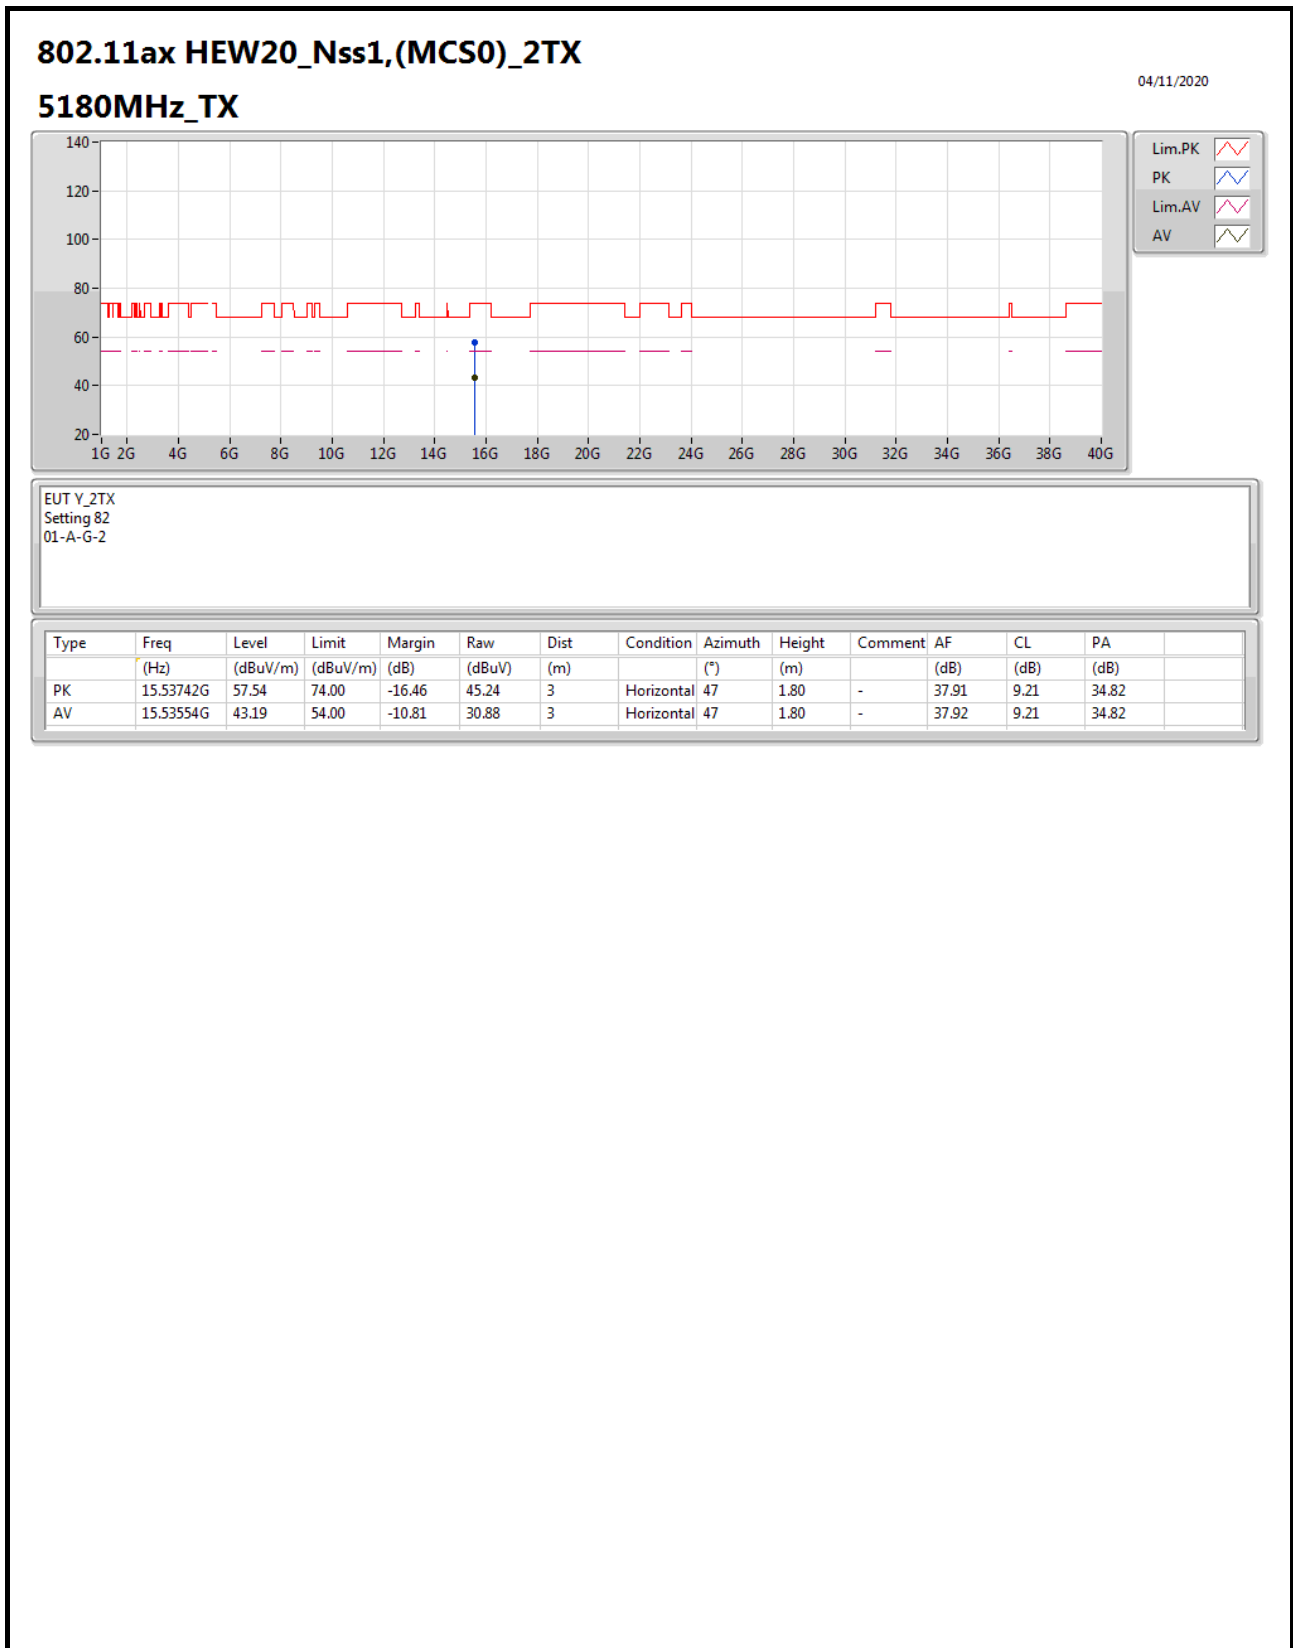 802.11ax HEW20_Nss1,(MCS0)_2TX
04/11/2020
5180MHz_TX
140
120
100
80
60
40
20
1G 2G 4G 6G 8G 10G 12G 14G 16G 18G 20G 22G 24G 26G 28G 30G 32G 34G 36G 38G 40G
Lim.PK
PK
Lim.AV
AV
EUT Y_2TX
Setting 82
01-A-G-2
Type Freq Level Limit Margin Raw Dist Condition Azimuth Height Comment AF CL PA
(Hz) (dBuV/m) (dBuV/m) (dB) (dBuV) (m) (°) (m) (dB) (dB) (dB)
PK 15.53742G 57.54 74.00 -16.46 45.24 3 Horizontal 47 1.80 - 37.91 9.21 34.82
AV 15.53554G 43.19 54.00 -10.81 30.88 3 Horizontal 47 1.80 - 37.92 9.21 34.82